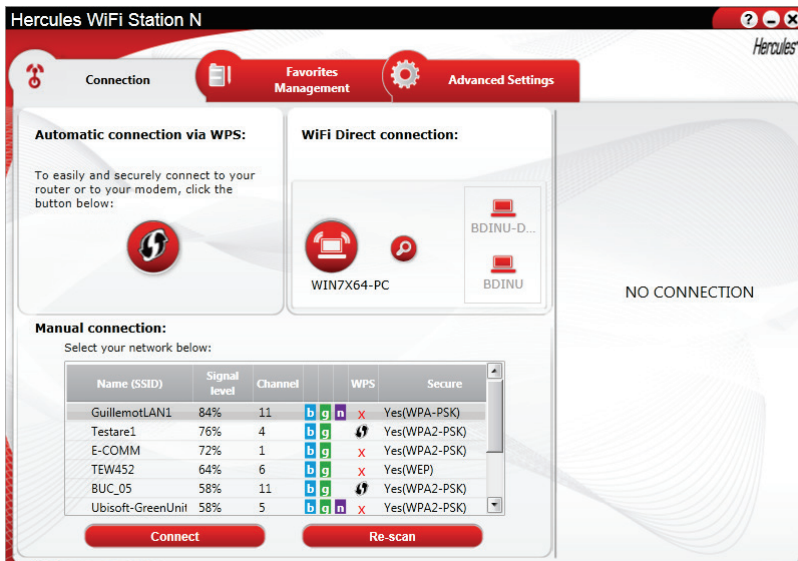 Hercules WiFi Station N
Hercules
Connection
Favorites
Management
Advanced Settings
Automatic connection via WPS:
To easily and securely connect to your
router or to your modem, click the
button below:
WiFi Direct connection:
WIN7X64-PC
BDINU-D...
BDINU
NO CONNECTION
Manual connection:
Select your network below:
Name (SSID) Signal level Channel WPS Secure
GuillemotLAN1 84% 11 b g n x Yes(WPA-PSK)
Testare1 76% 4 b g Yes(WPA2-PSK)
E-COMM 72% 1 b g x Yes(WPA2-PSK)
TEW452 64% 6 b g x Yes(WEP)
BUC_05 58% 11 b g Yes(WPA2-PSK)
Ubisoft-GreenUnit 58% 5 b g n x Yes(WPA2-PSK)
Connect
Re-scan